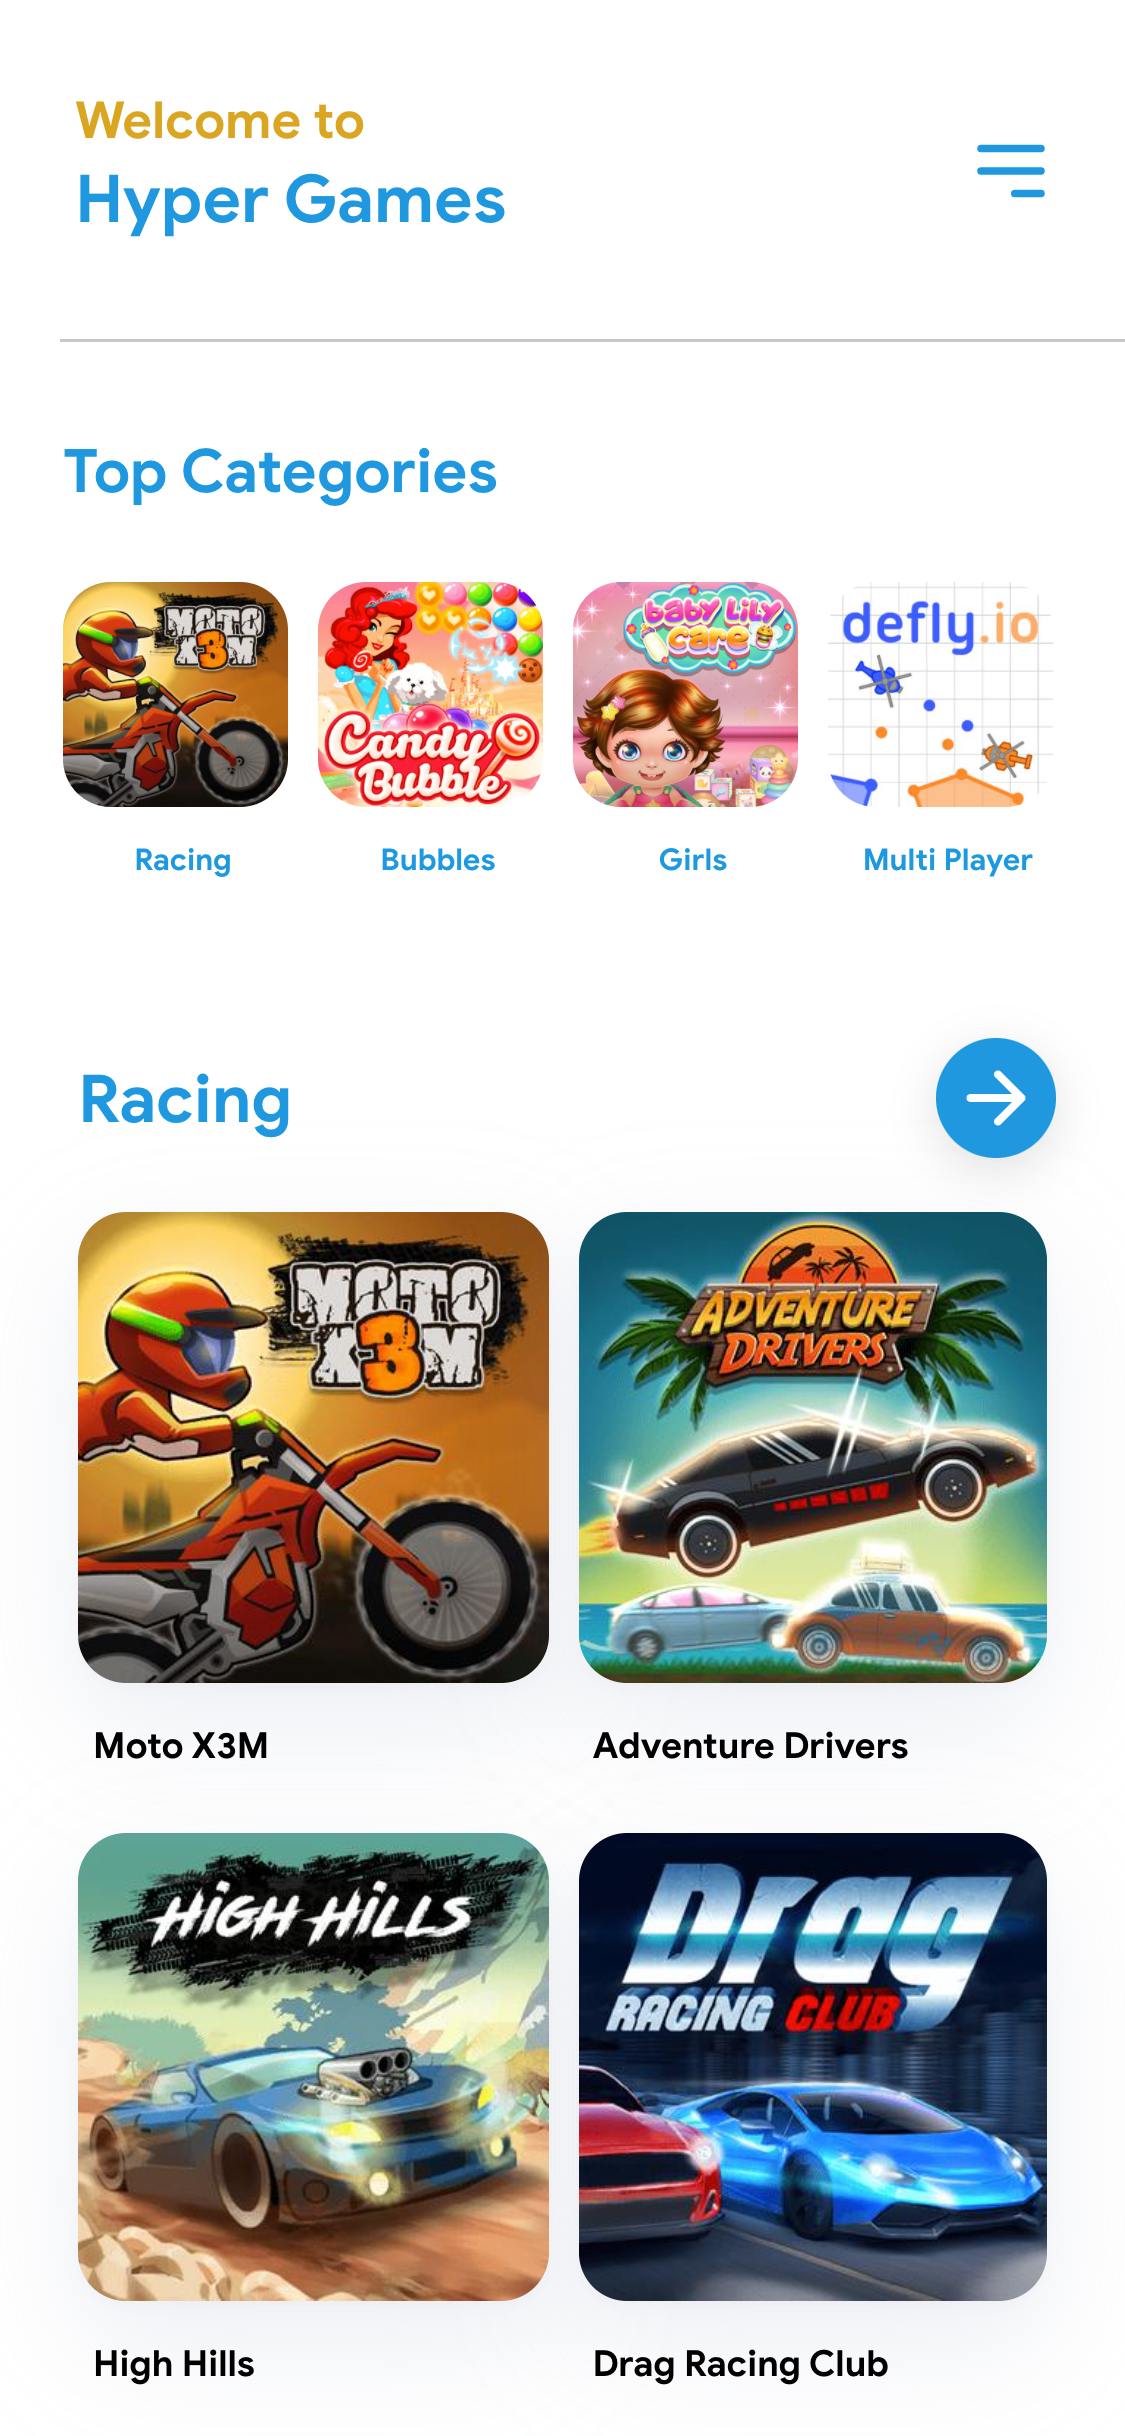 Welcome to
Hyper Games
Top Categories
MOTO
X3M
Candy
Bubble
baby Lily
care
defly.io
Racing
Bubbles
Girls
Multi Player
Racing
MOTO
X3M
ADVENTURE
DRIVERS
Moto X3M
Adventure Drivers
HIGH HILLS
Drag
RACING CLUB
High Hills
Drag Racing Club